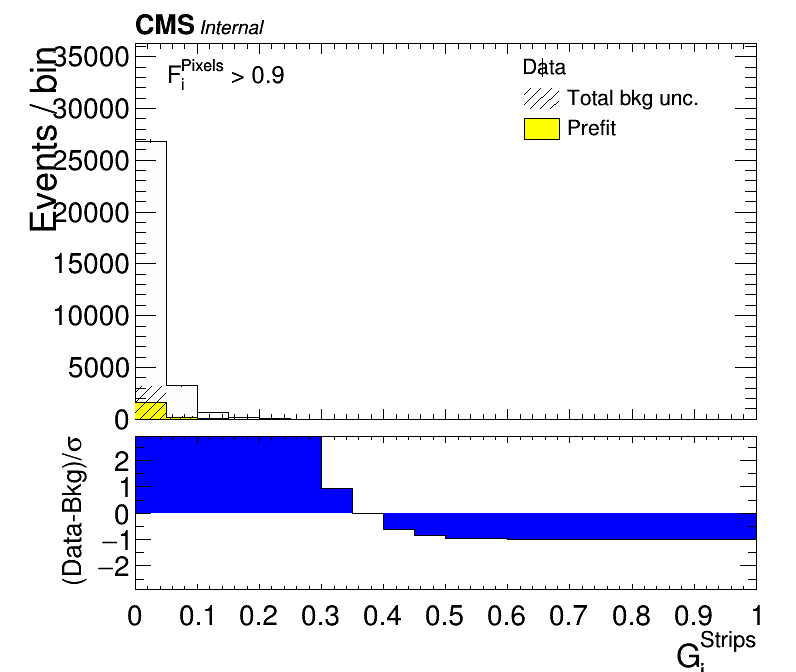 CMS Internal
F_i^Pixels > 0.9
Data
Total bkg unc.
Prefit
Events / bin
35000
30000
25000
20000
15000
10000
5000
0
(Data-Bkg)/σ
2
1
0
−1
−2
0 0.1 0.2 0.3 0.4 0.5 0.6 0.7 0.8 0.9 1
G_i^Strips